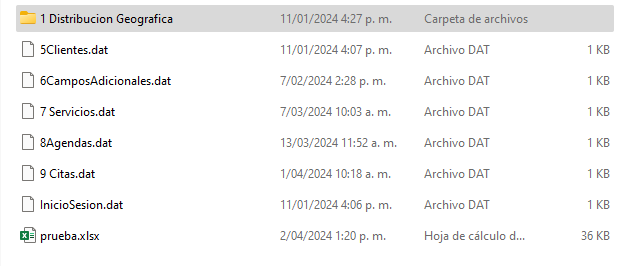 1 Distribucion Geografica 11/01/2024 4:27 p. m. Carpeta de archivos
5Clientes.dat 11/01/2024 4:07 p. m. Archivo DAT 1 KB
6CamposAdicionales.dat 7/02/2024 2:28 p. m. Archivo DAT 1 KB
7 Servicios.dat 7/03/2024 10:03 a. m. Archivo DAT 1 KB
8Agendas.dat 13/03/2024 11:52 a. m. Archivo DAT 1 KB
9 Citas.dat 1/04/2024 10:18 a. m. Archivo DAT 1 KB
InicioSesion.dat 11/01/2024 4:06 p. m. Archivo DAT 1 KB
prueba.xlsx 2/04/2024 1:20 p. m. Hoja de cálculo d... 36 KB